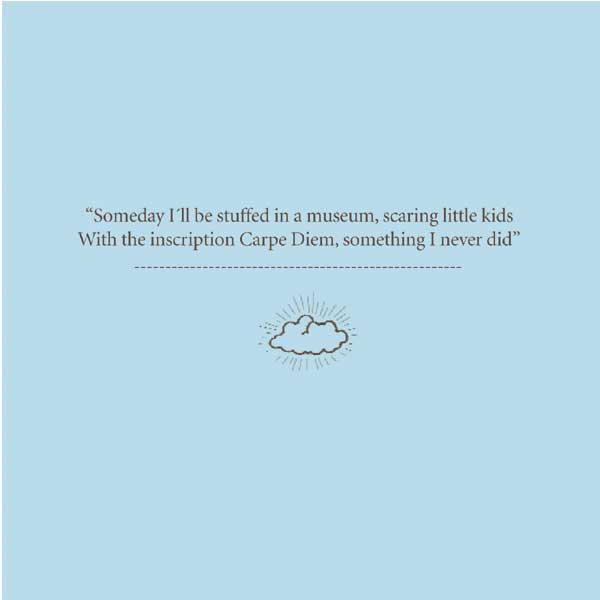 “Someday I´ll be stuffed in a museum, scaring little kids
With the inscription Carpe Diem, something I never did”